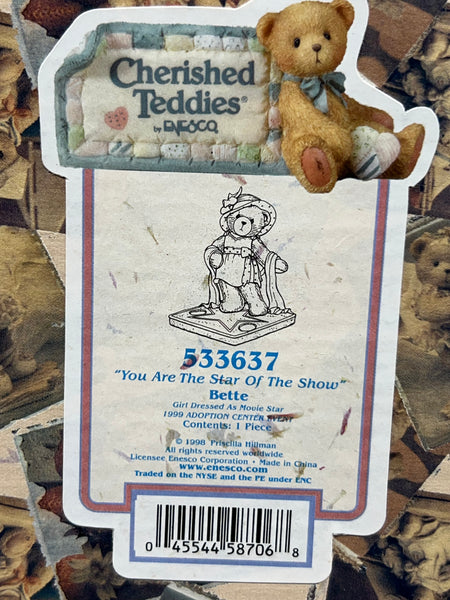 Cherished
Teddies®
by ENESCO
533637
"You Are The Star Of The Show"
Bette
Girl Dressed As Movie Star
1999 ADOPTION CENTER EVENT
Contents: 1 Piece
© 1998 Priscilla Hillman
All rights reserved worldwide
Licensee Enesco Corporation • Made in China
www.enesco.com
Traded on the NYSE and the PE under ENC
0 45544 58706 8